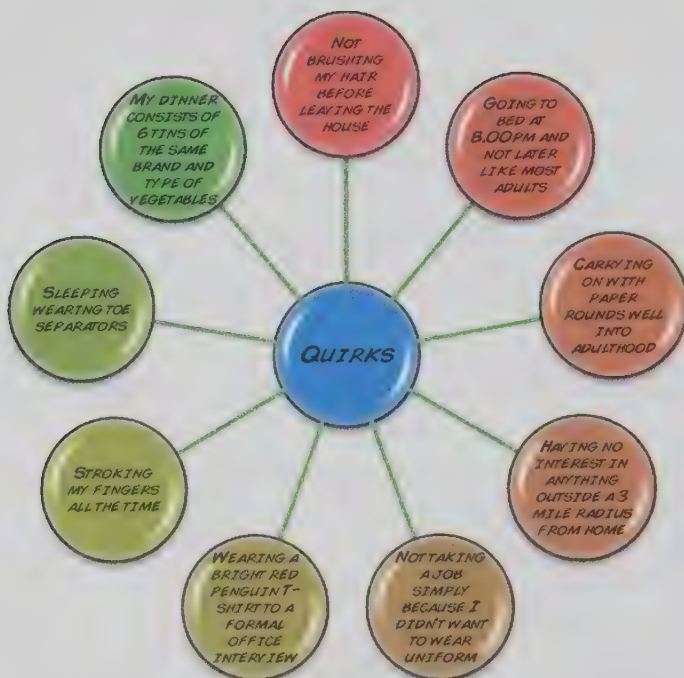 QUIRKS
NOT
BRUSHING
MY HAIR
BEFORE
LEAVING THE
HOUSE
GOING TO
BED AT
8.00PM AND
NOT LATER
LIKE MOST
ADULTS
CARRYING
ON WITH
PAPER
ROUNDS WELL
INTO
ADULTHOOD
HAVING NO
INTEREST IN
ANYTHING
OUTSIDE A 3
MILE RADIUS
FROM HOME
NOT TAKING
A JOB
SIMPLY
BECAUSE I
DIDN'T WANT
TO WEAR
UNIFORM
WEARING A
BRIGHT RED
PENGUIN T-
SHIRT TO A
FORMAL
OFFICE
INTERVIEW
STROKING
MY FINGERS
ALL THE TIME
SLEEPING
WEARING TOE
SEPARATORS
MY DINNER
CONSISTS OF
6 TINS OF
THE SAME
BRAND AND
TYPE OF
VEGETABLES